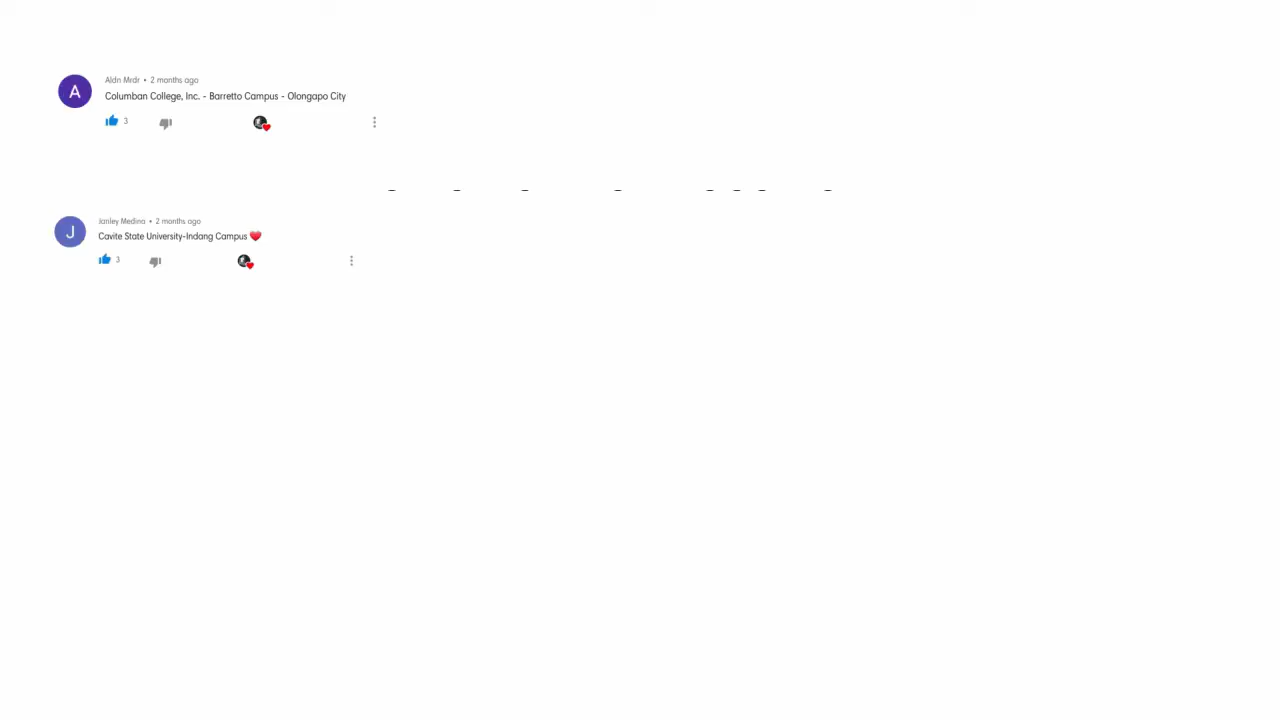 A
Aldn Mrdr • 2 months ago
Columban College, Inc. - Barretto Campus - Olongapo City
3
J
Janley Medina • 2 months ago
Cavite State University-Indang Campus ❤
3